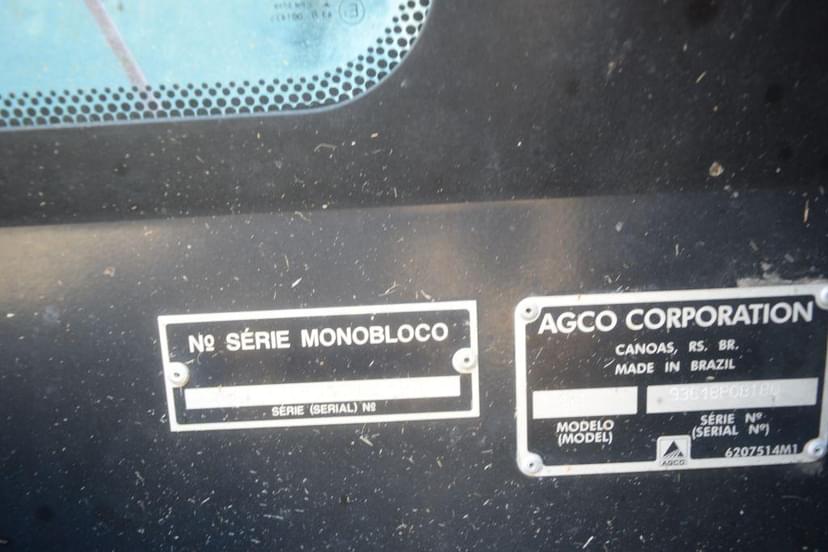 Nº SÉRIE MONOBLOCO
SÉRIE (SERIAL) Nº
AGCO CORPORATION
CANOAS, RS. BR.
MADE IN BRAZIL
MODELO
(MODEL)
SÉRIE Nº
(SERIAL Nº)
AGCO
6207514M1